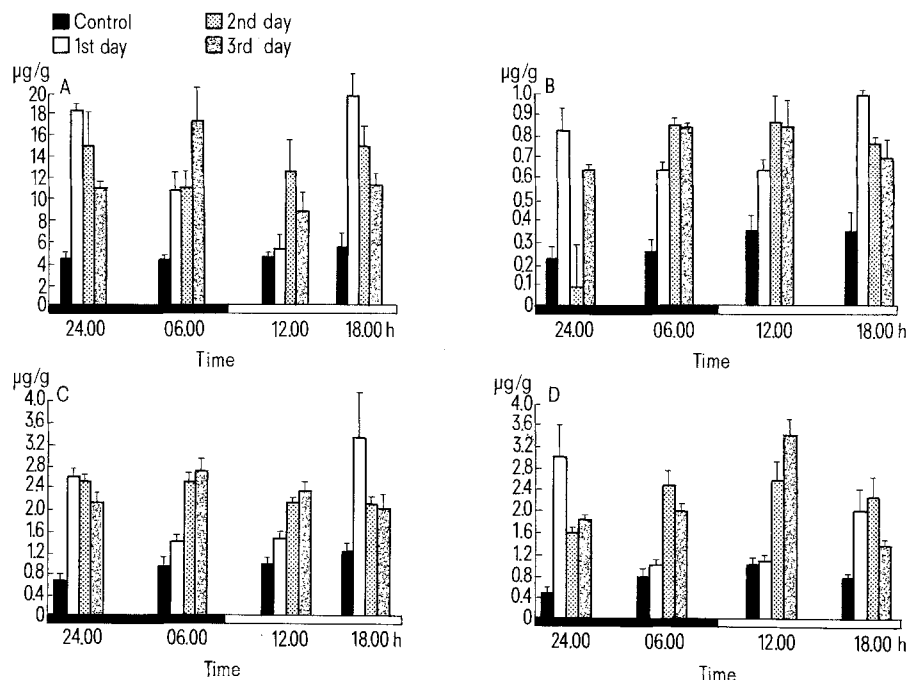 Control
2nd day
1st day
3rd day
µg/g
A
20
18
16
14
12
10
8
6
4
2
0
24.00 06.00 12.00 18.00 h
Time
µg/g
B
1.0
0.9
0.8
0.6
0.7
0.4
0.3
0.2
0.1
0
24.00 06.00 12.00 18.00 h
Time
µg/g
C
4.0
3.6
3.2
2.8
2.4
2.0
1.6
1.2
0.8
0.4
0
24.00 06.00 12.00 18.00 h
Time
µg/g
D
4.0
3.6
3.2
2.8
2.4
2.0
1.6
1.2
0.8
0.4
0
24.00 06.00 12.00 18.00 h
Time